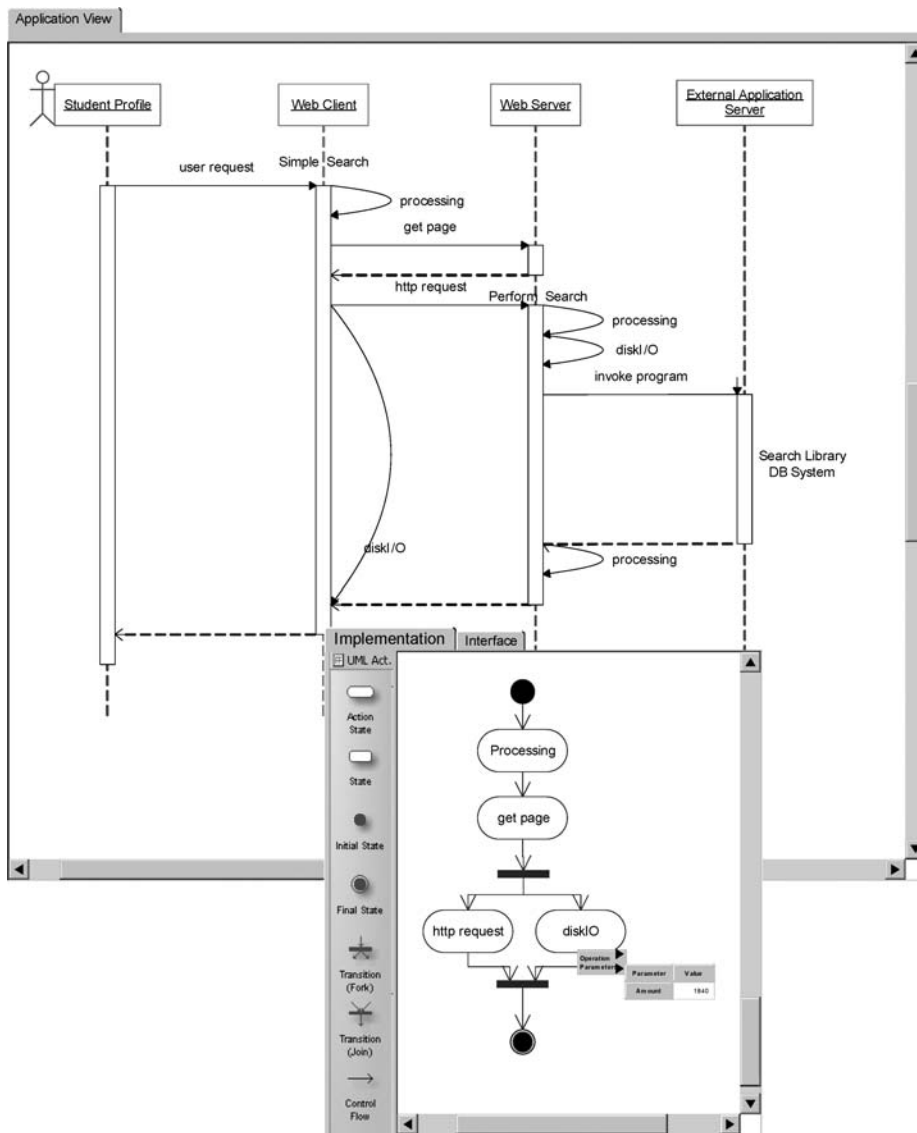 Application View
Student Profile
Web Client
Web Server
External Application
Server
user request
Simple Search
processing
get page
http request
Perform Search
processing
diskI/O
invoke program
Search Library
DB System
diskI/O
processing
Implementation
Interface
UML Act.
Action
State
State
Initial State
Final State
Transition
(Fork)
Transition
(Join)
Control
Flow
Processing
get page
http request
diskIO
Operation
Parameters
Parameter
Value
Amount
1840